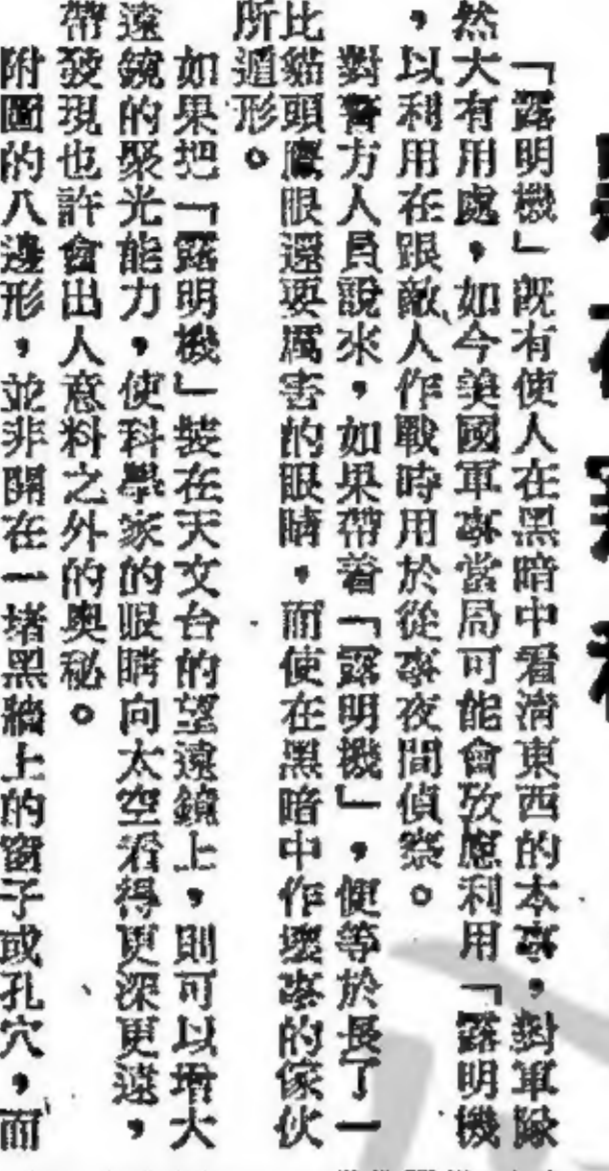 「露明機」既有使人在黑暗中看清東西的本事，對軍隊
然大有用處，如今美國軍事當局可能會攷慮利用「露明機
，以利用在跟敵人作戰時用於從事夜間偵察。
對警方人員說來，如果帶着「露明機」，便等於長了一
比貓頭鷹眼還要厲害的眼睛，而使在黑暗中作壞事的傢伙
所遁形。
如果把「露明機」裝在天文台的望遠鏡上，則可以增大
遠鏡的聚光能力，使科學家的眼睛向太空看得更深更遠，
帶發現也許會出人意料之外的奧秘。
附圖的八邊形，並非開在一堵黑牆上的窗子或孔穴，而